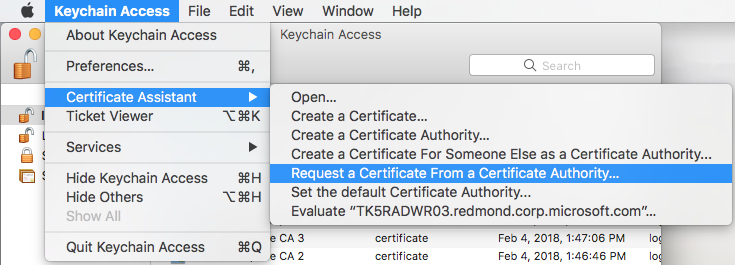 Keychain Access File Edit View Window Help
About Keychain Access
Keychain Access
Preferences... ⌘,
Search
Certificate Assistant ▶
Open...
Ticket Viewer ⌥⌘K
Create a Certificate...
Create a Certificate Authority...
Services ▶
Create a Certificate For Someone Else as a Certificate Authority...
Request a Certificate From a Certificate Authority...
Hide Keychain Access ⌘H
Set the default Certificate Authority...
Hide Others ⌥⌘H
Evaluate “TK5RADWR03.redmond.corp.microsoft.com”...
Show All
CA 3 certificate Feb 4, 2018, 1:47:06 PM
Quit Keychain Access ⌘Q
CA 2 certificate Feb 4, 2018, 1:46:46 PM